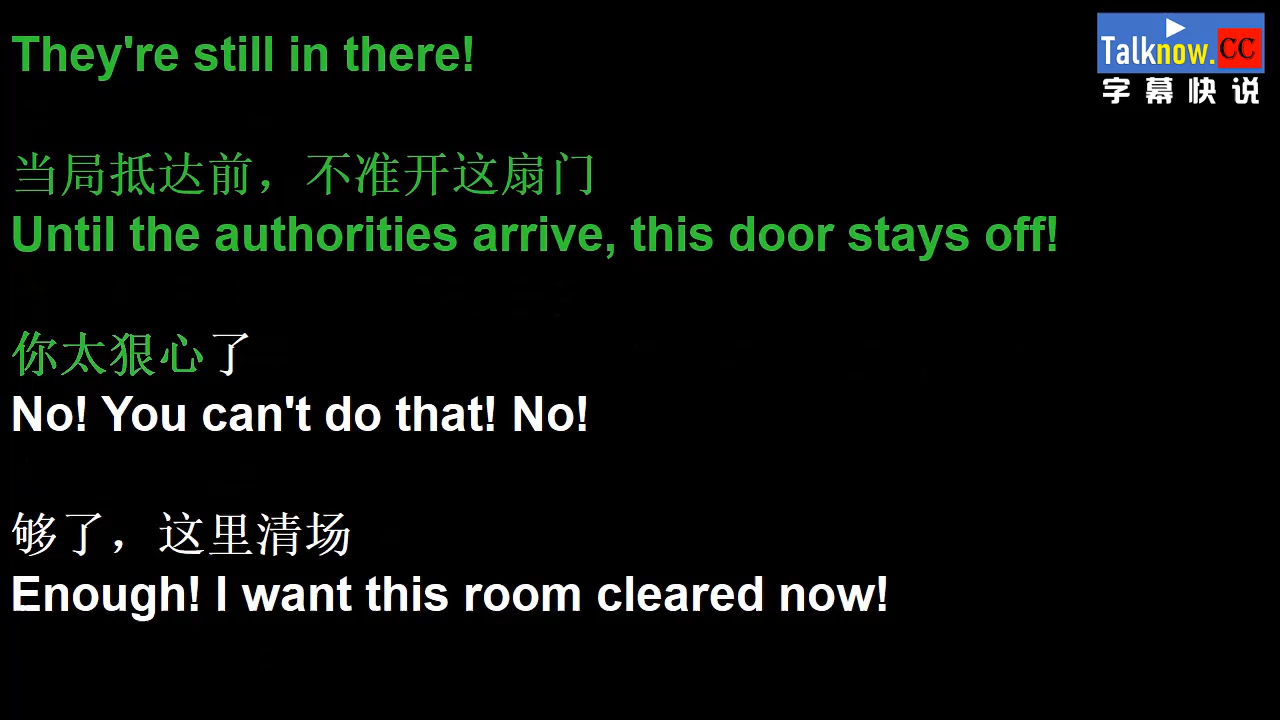 They're still in there!
Talknow.CC
字幕快说
当局抵达前，不准开这扇门
Until the authorities arrive, this door stays off!
你太狠心了
No! You can't do that! No!
够了，这里清场
Enough! I want this room cleared now!